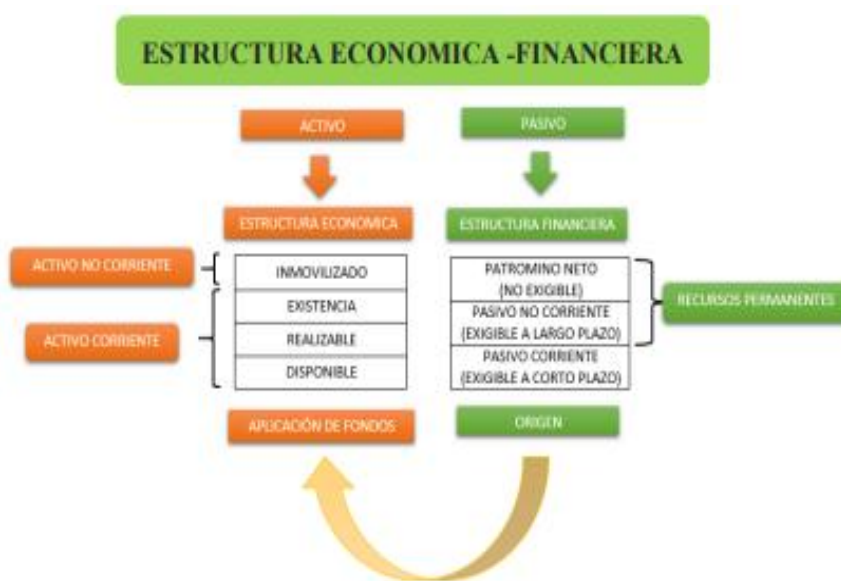 ESTRUCTURA ECONOMICA -FINANCIERA
ACTIVO
PASIVO
ESTRUCTURA ECONOMICA
ESTRUCTURA FINANCIERA
ACTIVO NO CORRIENTE
INMOVILIZADO
ACTIVO CORRIENTE
EXISTENCIA
REALIZABLE
DISPONIBLE
PATROMINO NETO
(NO EXIGIBLE)
PASIVO NO CORRIENTE
(EXIGIBLE A LARGO PLAZO)
PASIVO CORRIENTE
(EXIGIBLE A CORTO PLAZO)
RECURSOS PERMANENTES
APLICACIÓN DE FONDOS
ORIGEN